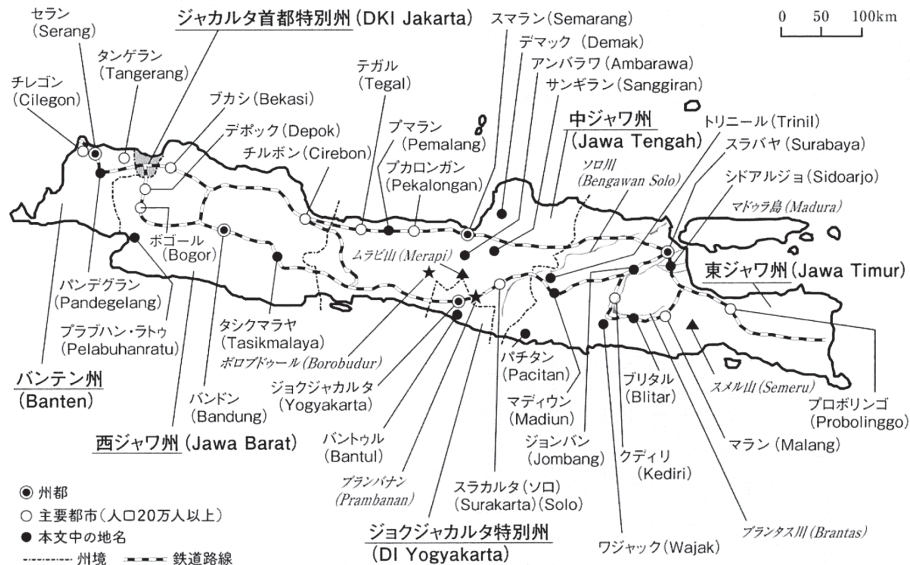 セラン
(Serang)
ジャカルタ首都特別州(DKI Jakarta)
スマラン(Semarang)
デマック (Demak)
0 50 100km
タンゲラン
(Tangerang)
テガル
(Tegal)
アンバラワ(Ambarawa)
サンギラン(Sanggiran)
チレゴン
(Cilegon)
ブカシ(Bekasi)
デポック(Depok)
チルボン(Cirebon)
プマラン
(Pemalang)
プカロンガン
(Pekalongan)
中ジャワ州
(Jawa Tengah)
トリニール(Trinil)
スラバヤ(Surabaya)
シドアルジョ(Sidoarjo)
ソロ川
(Bengawan Solo)
マドゥラ島(Madura)
ボゴール
(Bogor)
ムラピ山(Merapi)
東ジャワ州(Jawa Timur)
パンデグラン
(Pandegelang)
プラブハン・ラトゥ
(Pelabuhanratu)
タシクマラヤ
(Tasikmalaya)
ボロブドゥール(Borobudur)
ジョクジャカルタ
(Yogyakarta)
パチタン
(Pacitan)
ブリタル
(Blitar)
スメル山(Semeru)
バンテン州
(Banten)
バンドン
(Bandung)
マディウン
(Madiun)
プロボリンゴ
(Probolinggo)
西ジャワ州(Jawa Barat)
バントゥル
(Bantul)
ジョンバン
(Jombang)
マラン(Malang)
クディリ
(Kediri)
プランバナン
(Prambanan)
スラカルタ(ソロ)
(Surakarta)(Solo)
ジョクジャカルタ特別州
(DI Yogyakarta)
ワジャック(Wajak)
ブランタス川(Brantas)
州都
主要都市(人口20万人以上)
本文中の地名
州境 鉄道路線